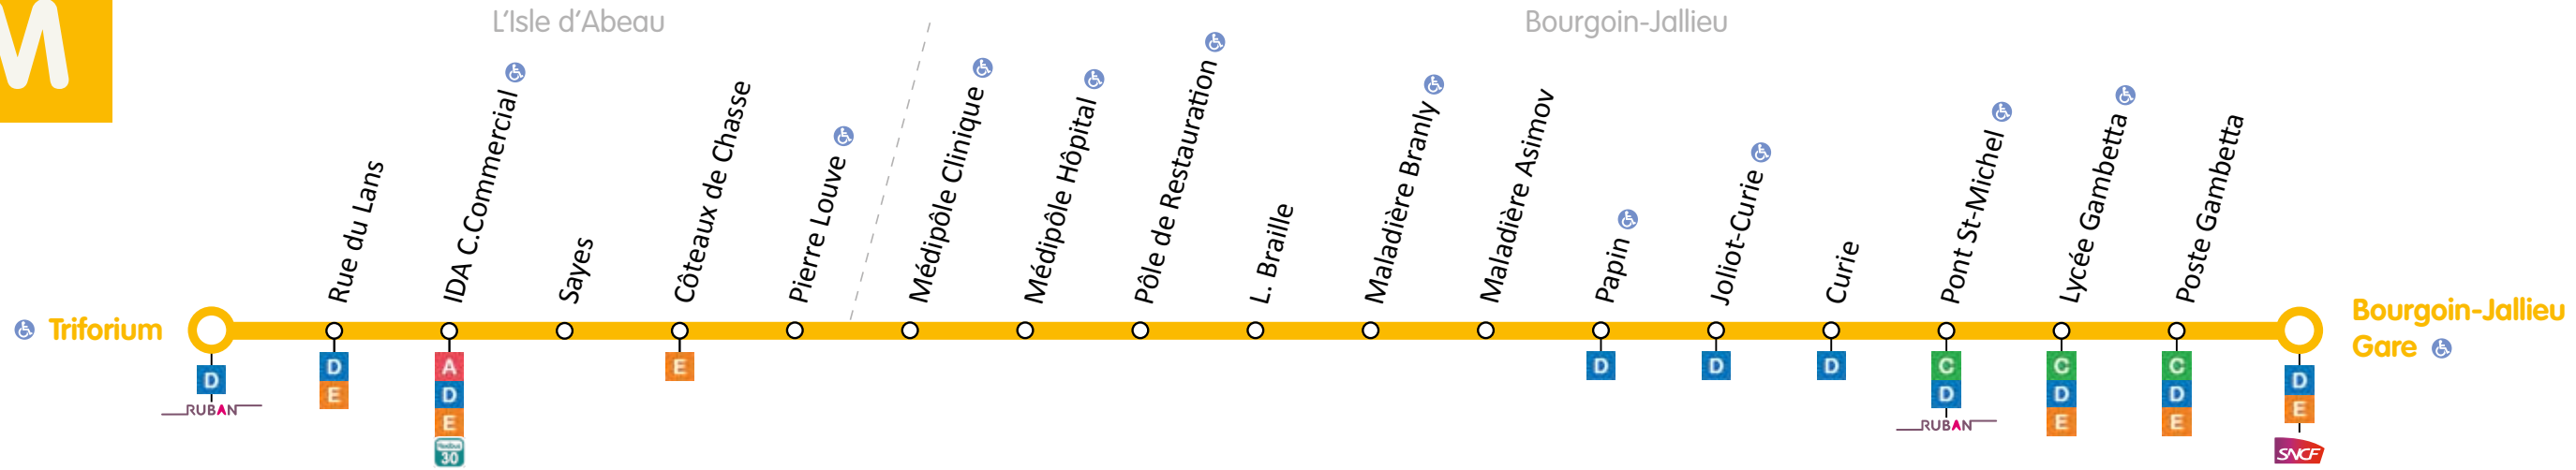 M
L'Isle d'Abeau
Bourgoin-Jallieu
Triforium
Rue du Lans
IDA C.Commercial
Sayes
Côteaux de Chasse
Pierre Louve
Médipôle Clinique
Médipôle Hôpital
Pôle de Restauration
L. Braille
Maladière Branly
Maladière Asimov
Papin
Joliot-Curie
Curie
Pont St-Michel
Lycée Gambetta
Poste Gambetta
Bourgoin-Jallieu
Gare
D
RUBAN
D
E
A
D
E
30
E
D
D
D
C
D
RUBAN
C
D
E
C
D
E
D
E
SNCF